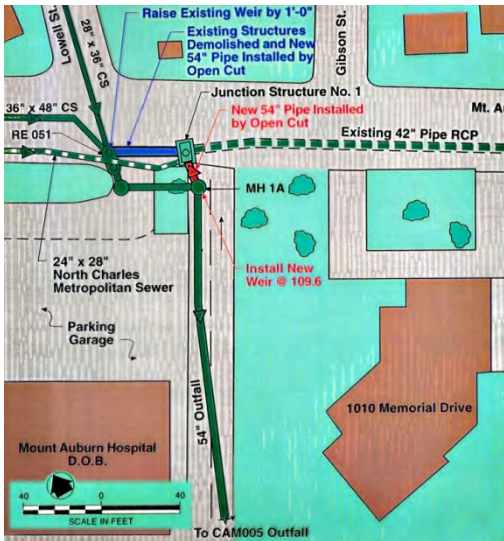 Raise Existing Weir by 1'-0"
Existing Structures
Demolished and New
54" Pipe Installed by
Open Cut
Lowell St.
28" x 36" CS
Gibson St.
Junction Structure No. 1
36" x 48" CS
New 54" Pipe Installed
by Open Cut
Mt. A
RE 051
Existing 42" Pipe RCP
MH 1A
24" x 28"
North Charles
Metropolitan Sewer
Install New
Weir @ 109.6
Parking
Garage
54" Outfall
1010 Memorial Drive
Mount Auburn Hospital
D.O.B.
40 0 40
SCALE IN FEET
To CAM005 Outfall